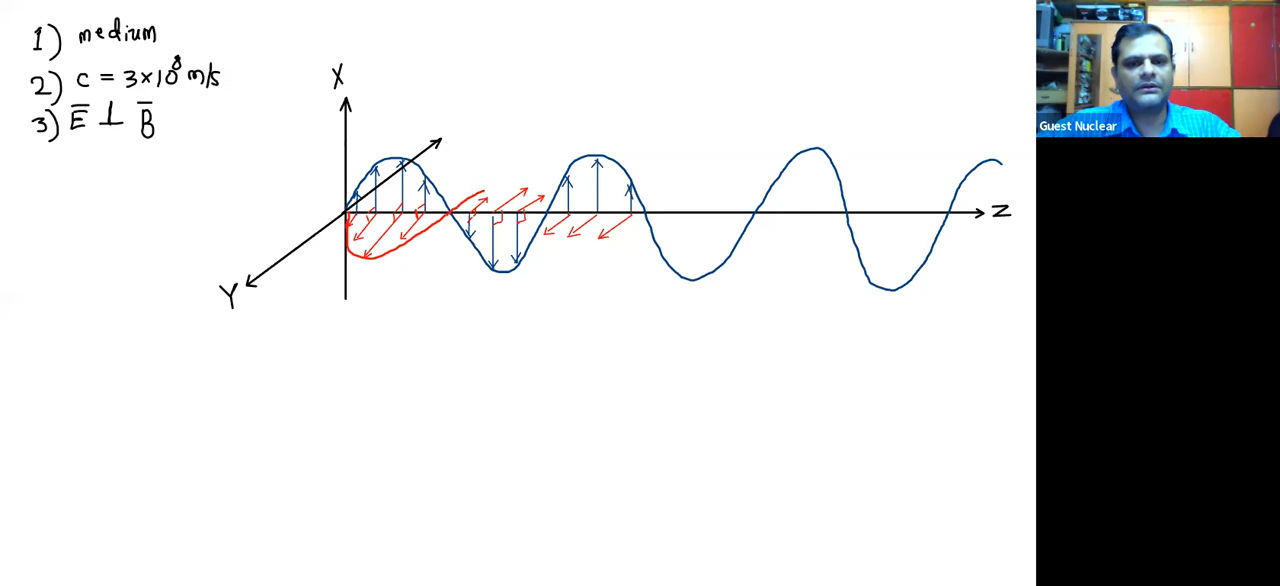 1) medium
2) C = 3×10⁸ m/s
3) E̅ ⊥ B̅
X
Y
Z
Guest Nuclear